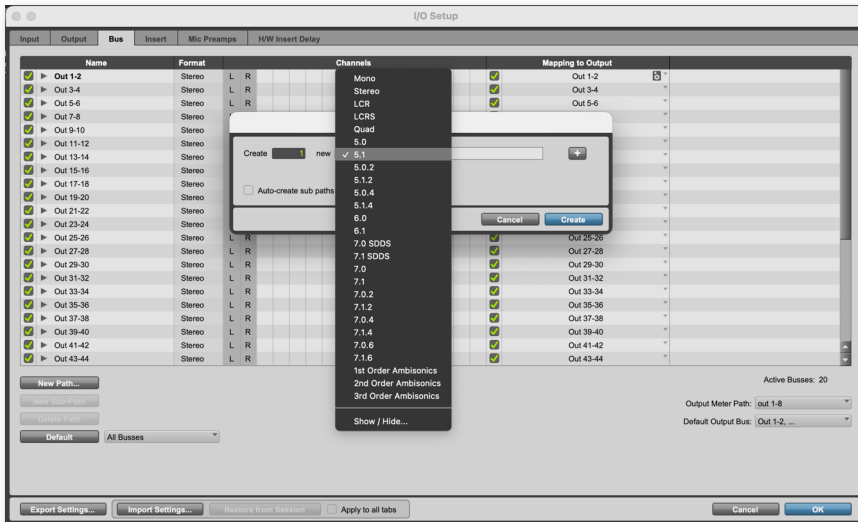 I/O Setup
Input Output Bus Insert Mic Preamps H/W Insert Delay
Name Format Channels Mapping to Output
Out 1-2 Stereo L R Out 1-2
Out 3-4 Stereo L R Out 3-4
Out 5-6 Stereo L R Out 5-6
Out 7-8 Stereo
Out 9-10 Stereo
Out 11-12 Stereo
Out 13-14 Stereo
Out 15-16 Stereo
Out 17-18 Stereo
Out 19-20 Stereo
Out 21-22 Stereo
Out 23-24 Stereo
Out 25-26 Stereo L R Out 25-26
Out 27-28 Stereo L R Out 27-28
Out 29-30 Stereo L R Out 29-30
Out 31-32 Stereo L R Out 31-32
Out 33-34 Stereo L R Out 33-34
Out 35-36 Stereo L R Out 35-36
Out 37-38 Stereo L R Out 37-38
Out 39-40 Stereo L R Out 39-40
Out 41-42 Stereo L R Out 41-42
Out 43-44 Stereo L R Out 43-44
Create 1 new
Auto-create sub paths
Cancel Create
Mono
Stereo
LCR
LCRS
Quad
5.0
✓ 5.1
5.0.2
5.1.2
5.0.4
5.1.4
6.0
6.1
7.0 SDDS
7.1 SDDS
7.0
7.1
7.0.2
7.1.2
7.0.4
7.1.4
7.0.6
7.1.6
1st Order Ambisonics
2nd Order Ambisonics
3rd Order Ambisonics
Show / Hide...
New Path...
New Sub-Path
Delete Path
Default All Busses
Active Busses: 20
Output Meter Path: out 1-8
Default Output Bus: Out 1-2, ...
Export Settings... Import Settings... Restore from Session Apply to all tabs Cancel OK